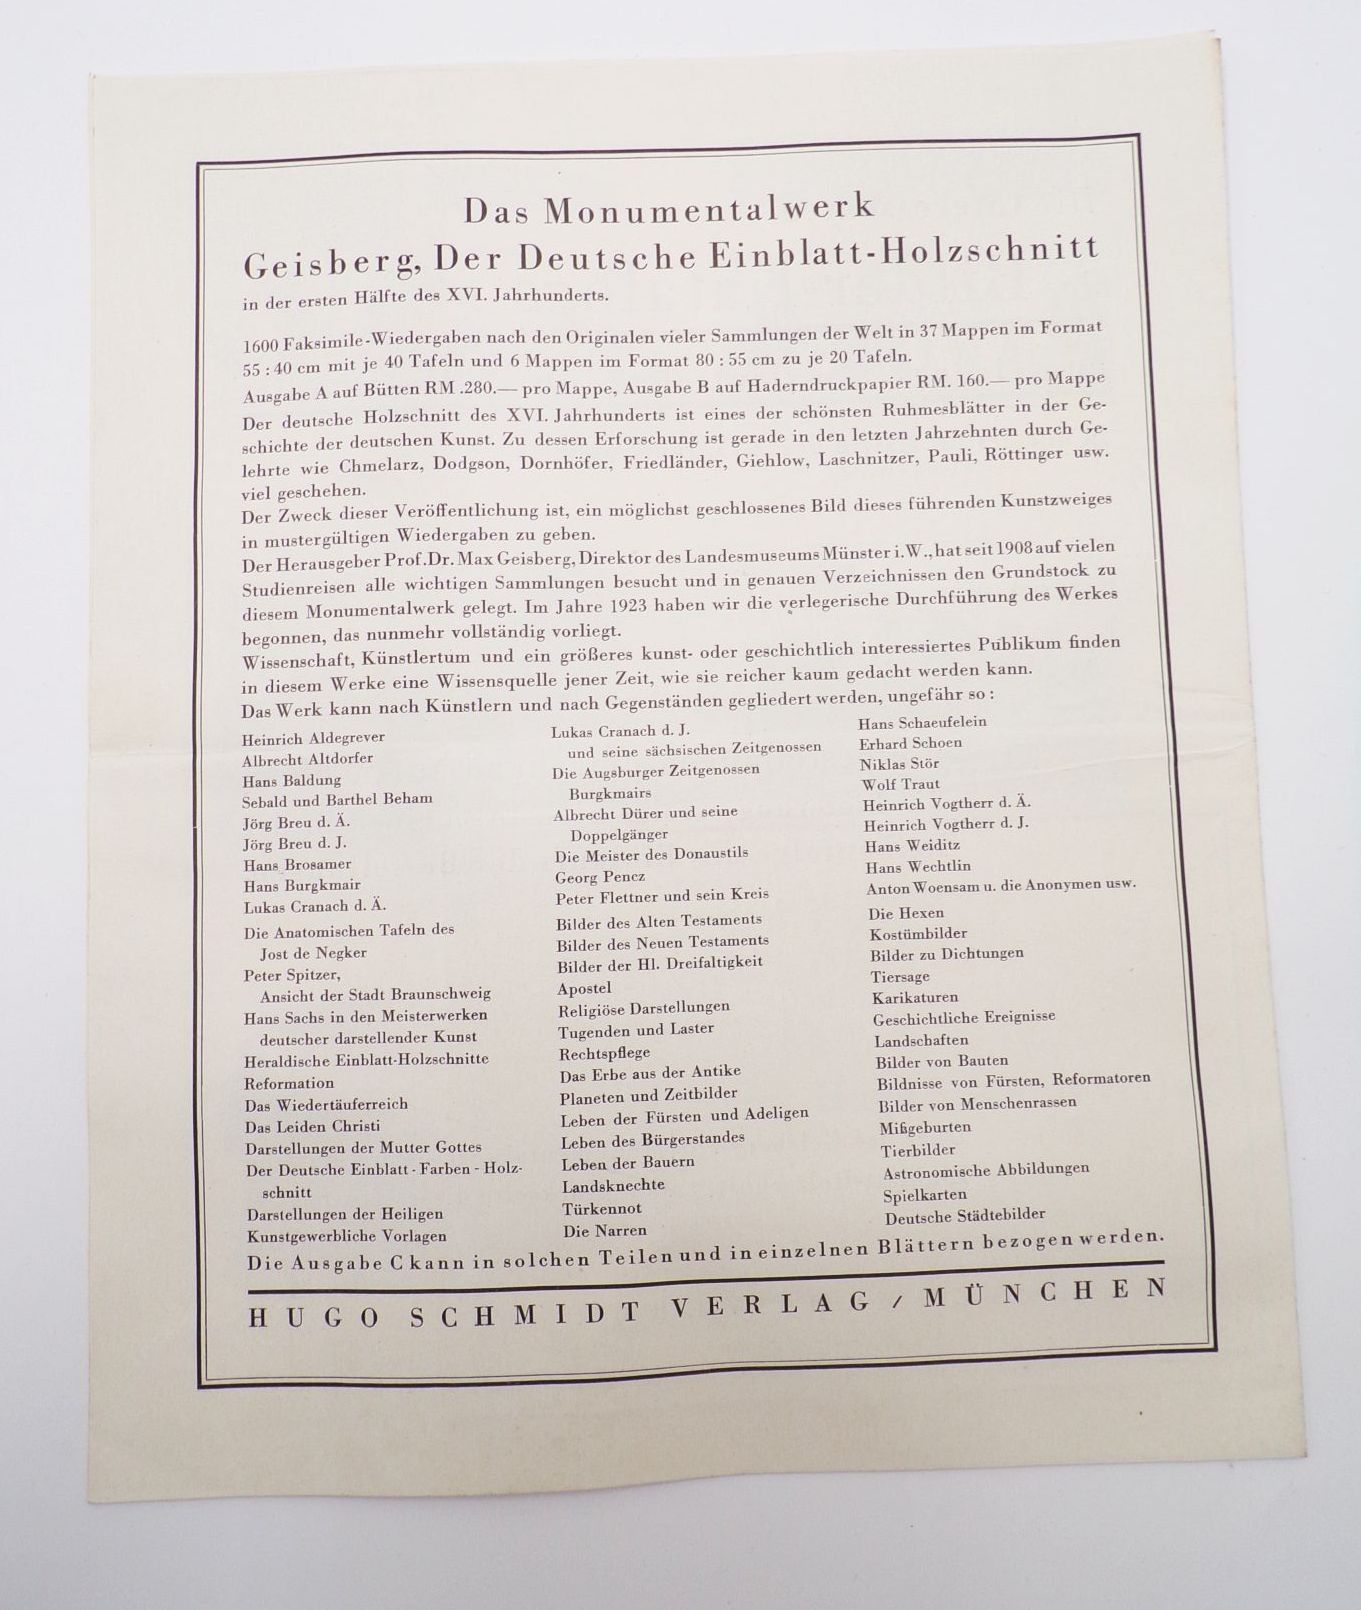 Das Monumentalwerk
Geisberg, Der Deutsche Einblatt-Holzschnitt
in der ersten Hälfte des XVI. Jahrhunderts.
1600 Faksimile-Wiedergaben nach den Originalen vieler Sammlungen der Welt in 37 Mappen im Format
55 : 40 cm mit je 40 Tafeln und 6 Mappen im Format 80 : 55 cm zu je 20 Tafeln.
Ausgabe A auf Bütten RM .280.— pro Mappe, Ausgabe B auf Haderndruckpapier RM. 160.— pro Mappe
Der deutsche Holzschnitt des XVI. Jahrhunderts ist eines der schönsten Ruhmesblätter in der Ge-
schichte der deutschen Kunst. Zu dessen Erforschung ist gerade in den letzten Jahrzehnten durch Ge-
lehrte wie Chmelarz, Dodgson, Dornhöfer, Friedländer, Giehlow, Laschnitzer, Pauli, Röttinger usw.
viel geschehen.
Der Zweck dieser Veröffentlichung ist, ein möglichst geschlossenes Bild dieses führenden Kunstzweiges
in mustergültigen Wiedergaben zu geben.
Der Herausgeber Prof. Dr. Max Geisberg, Direktor des Landesmuseums Münster i. W., hat seit 1908 auf vielen
Studienreisen alle wichtigen Sammlungen besucht und in genauen Verzeichnissen den Grundstock zu
diesem Monumentalwerk gelegt. Im Jahre 1923 haben wir die verlegerische Durchführung des Werkes
begonnen, das nunmehr vollständig vorliegt.
Wissenschaft, Künstlertum und ein größeres kunst- oder geschichtlich interessiertes Publikum finden
in diesem Werke eine Wissensquelle jener Zeit, wie sie reicher kaum gedacht werden kann.
Das Werk kann nach Künstlern und nach Gegenständen gegliedert werden, ungefähr so :
Heinrich Aldegrever
Albrecht Altdorfer
Hans Baldung
Sebald und Barthel Beham
Jörg Breu d. Ä.
Jörg Breu d. J.
Hans Brosamer
Hans Burgkmair
Lukas Cranach d. Ä.
Lukas Cranach d. J.
und seine sächsischen Zeitgenossen
Die Augsburger Zeitgenossen
Burgkmairs
Albrecht Dürer und seine
Doppelgänger
Die Meister des Donaustils
Georg Pencz
Peter Flettner und sein Kreis
Hans Schaeufelein
Erhard Schoen
Niklas Stör
Wolf Traut
Heinrich Vogtherr d. Ä.
Heinrich Vogtherr d. J.
Hans Weiditz
Hans Wechtlin
Anton Woensam u. die Anonymen usw.
Die Anatomischen Tafeln des
Jost de Negker
Peter Spitzer,
Ansicht der Stadt Braunschweig
Hans Sachs in den Meisterwerken
deutscher darstellender Kunst
Heraldische Einblatt-Holzschnitte
Reformation
Das Wiedertäuferreich
Das Leiden Christi
Darstellungen der Mutter Gottes
Der Deutsche Einblatt - Farben - Holz-
schnitt
Darstellungen der Heiligen
Kunstgewerbliche Vorlagen
Bilder des Alten Testaments
Bilder des Neuen Testaments
Bilder der Hl. Dreifaltigkeit
Apostel
Religiöse Darstellungen
Tugenden und Laster
Rechtspflege
Das Erbe aus der Antike
Planeten und Zeitbilder
Leben der Fürsten und Adeligen
Leben des Bürgerstandes
Leben der Bauern
Landsknechte
Türkennot
Die Narren
Die Hexen
Kostümbilder
Bilder zu Dichtungen
Tiersage
Karikaturen
Geschichtliche Ereignisse
Landschaften
Bilder von Bauten
Bildnisse von Fürsten, Reformatoren
Bilder von Menschenrassen
Mißgeburten
Tierbilder
Astronomische Abbildungen
Spielkarten
Deutsche Städtebilder
Die Ausgabe C kann in solchen Teilen und in einzelnen Blättern bezogen werden.
HUGO SCHMIDT VERLAG / MÜNCHEN